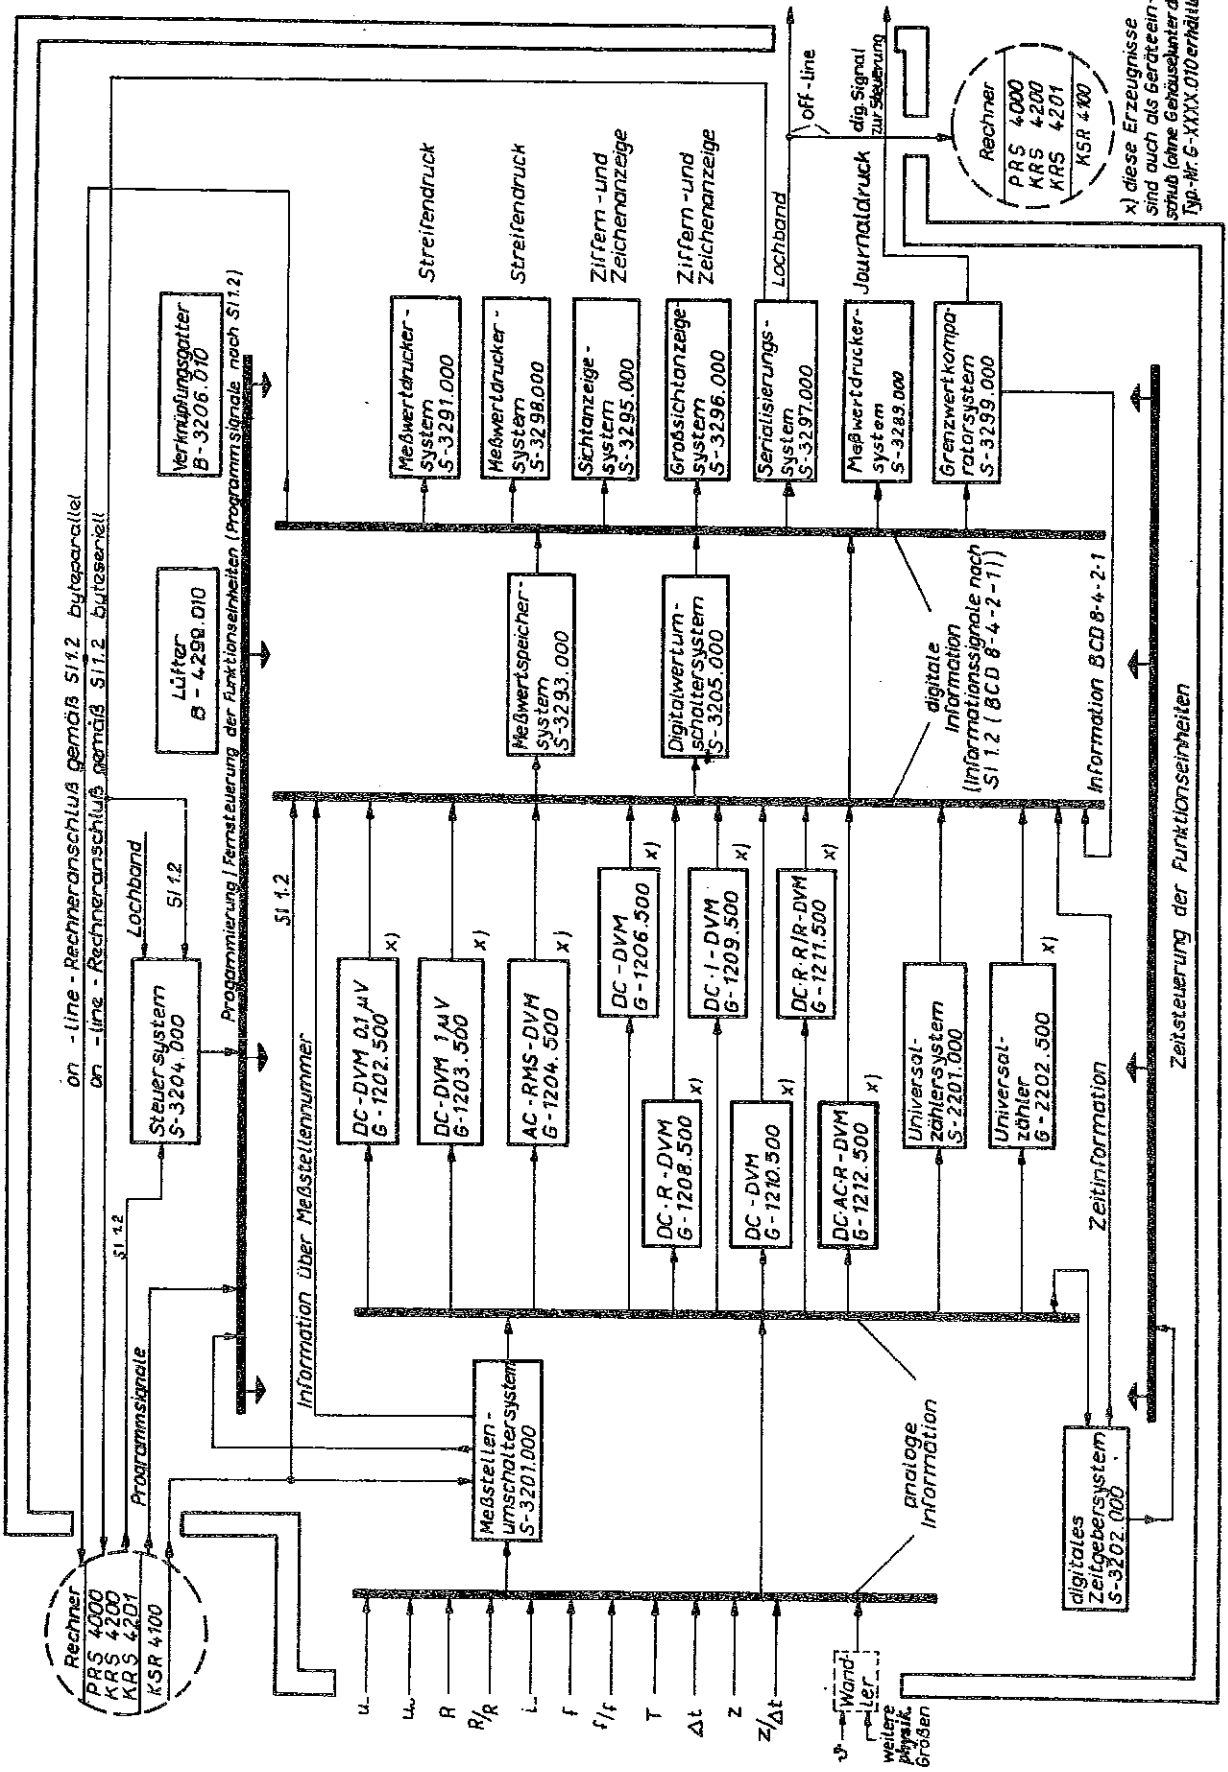 on - line - Rechneranschluß gemäß SI 1.2 byteparallel
on - line - Rechneranschluß gemäß SI 1.2 byteseriell
Rechner
PRS 4000
KRS 4200
KRS 4201
KSR 4100
SI 1.2
Programmsignale
Lochband
SI 1.2
Steuersystem
S-3204.000
Lüfter
B - 4299.010
Verknüpfungsgatter
B-3206.010
Progammierung / Fernsteuerung der Funktionseinheiten (Programmsignale nach SI 1.2)
SI 1.2
Information über Meßstellennummer
u_
u~
R
R/R
i_
f
f/f
T
Δt
z
z/Δt
ϑ
Wand-
ler
weitere
physik.
Größen
Meßstellen-
umschaltersystem
S-3201.000
analoge
Information
digitales
Zeitgebersystem
S-3202.000
DC-DVM 0,1 µV
G-1202.500
x)
DC-DVM 1µV
G-1203.500
x)
AC-RMS-DVM
G-1204.500
x)
DC-DVM
G-1206.500
x)
DC·R-DVM
G-1208.500
x)
DC·I-DVM
G-1209.500
x)
DC-DVM
G-1210.500
x)
DC·R·R/R-DVM
G-1211.500
x)
DC·AC·R-DVM
G-1212.500
x)
Universal-
zählersystem
S-2201.000
Universal-
zähler
G-2202.500
x)
Zeitinformation
Meßwertspeicher-
system
S-3293.000
Digitalwertum-
schaltersystem
S-3205.000
digitale
Information
(Informationssignale nach
SI 1.2 (BCD 8-4-2-1))
Information BCD 8-4-2-1
Meßwertdrucker-
system
S-3291.000
Streifendruck
Meßwertdrucker-
system
S-3298.000
Streifendruck
Sichtanzeige-
system
S-3295.000
Ziffern-und
Zeichenanzeige
Großsichtanzeige-
system
S-3296.000
Ziffern-und
Zeichenanzeige
Serialisierungs-
system
S-3297.000
Lochband
off-line
Meßwertdrucker-
system
S-3289.000
Journaldruck
Grenzwertkompa-
ratorsystem
S-3299.000
dig. Signal
zur Steuerung
Rechner
PRS 4000
KRS 4200
KRS 4201
KSR 4100
Zeitsteuerung der Funktionseinheiten
x) diese Erzeugnisse
sind auch als Geräteein-
schub (ohne Gehäuse) unter d
Typ.-Nr. G-XXXX.010 erhältli